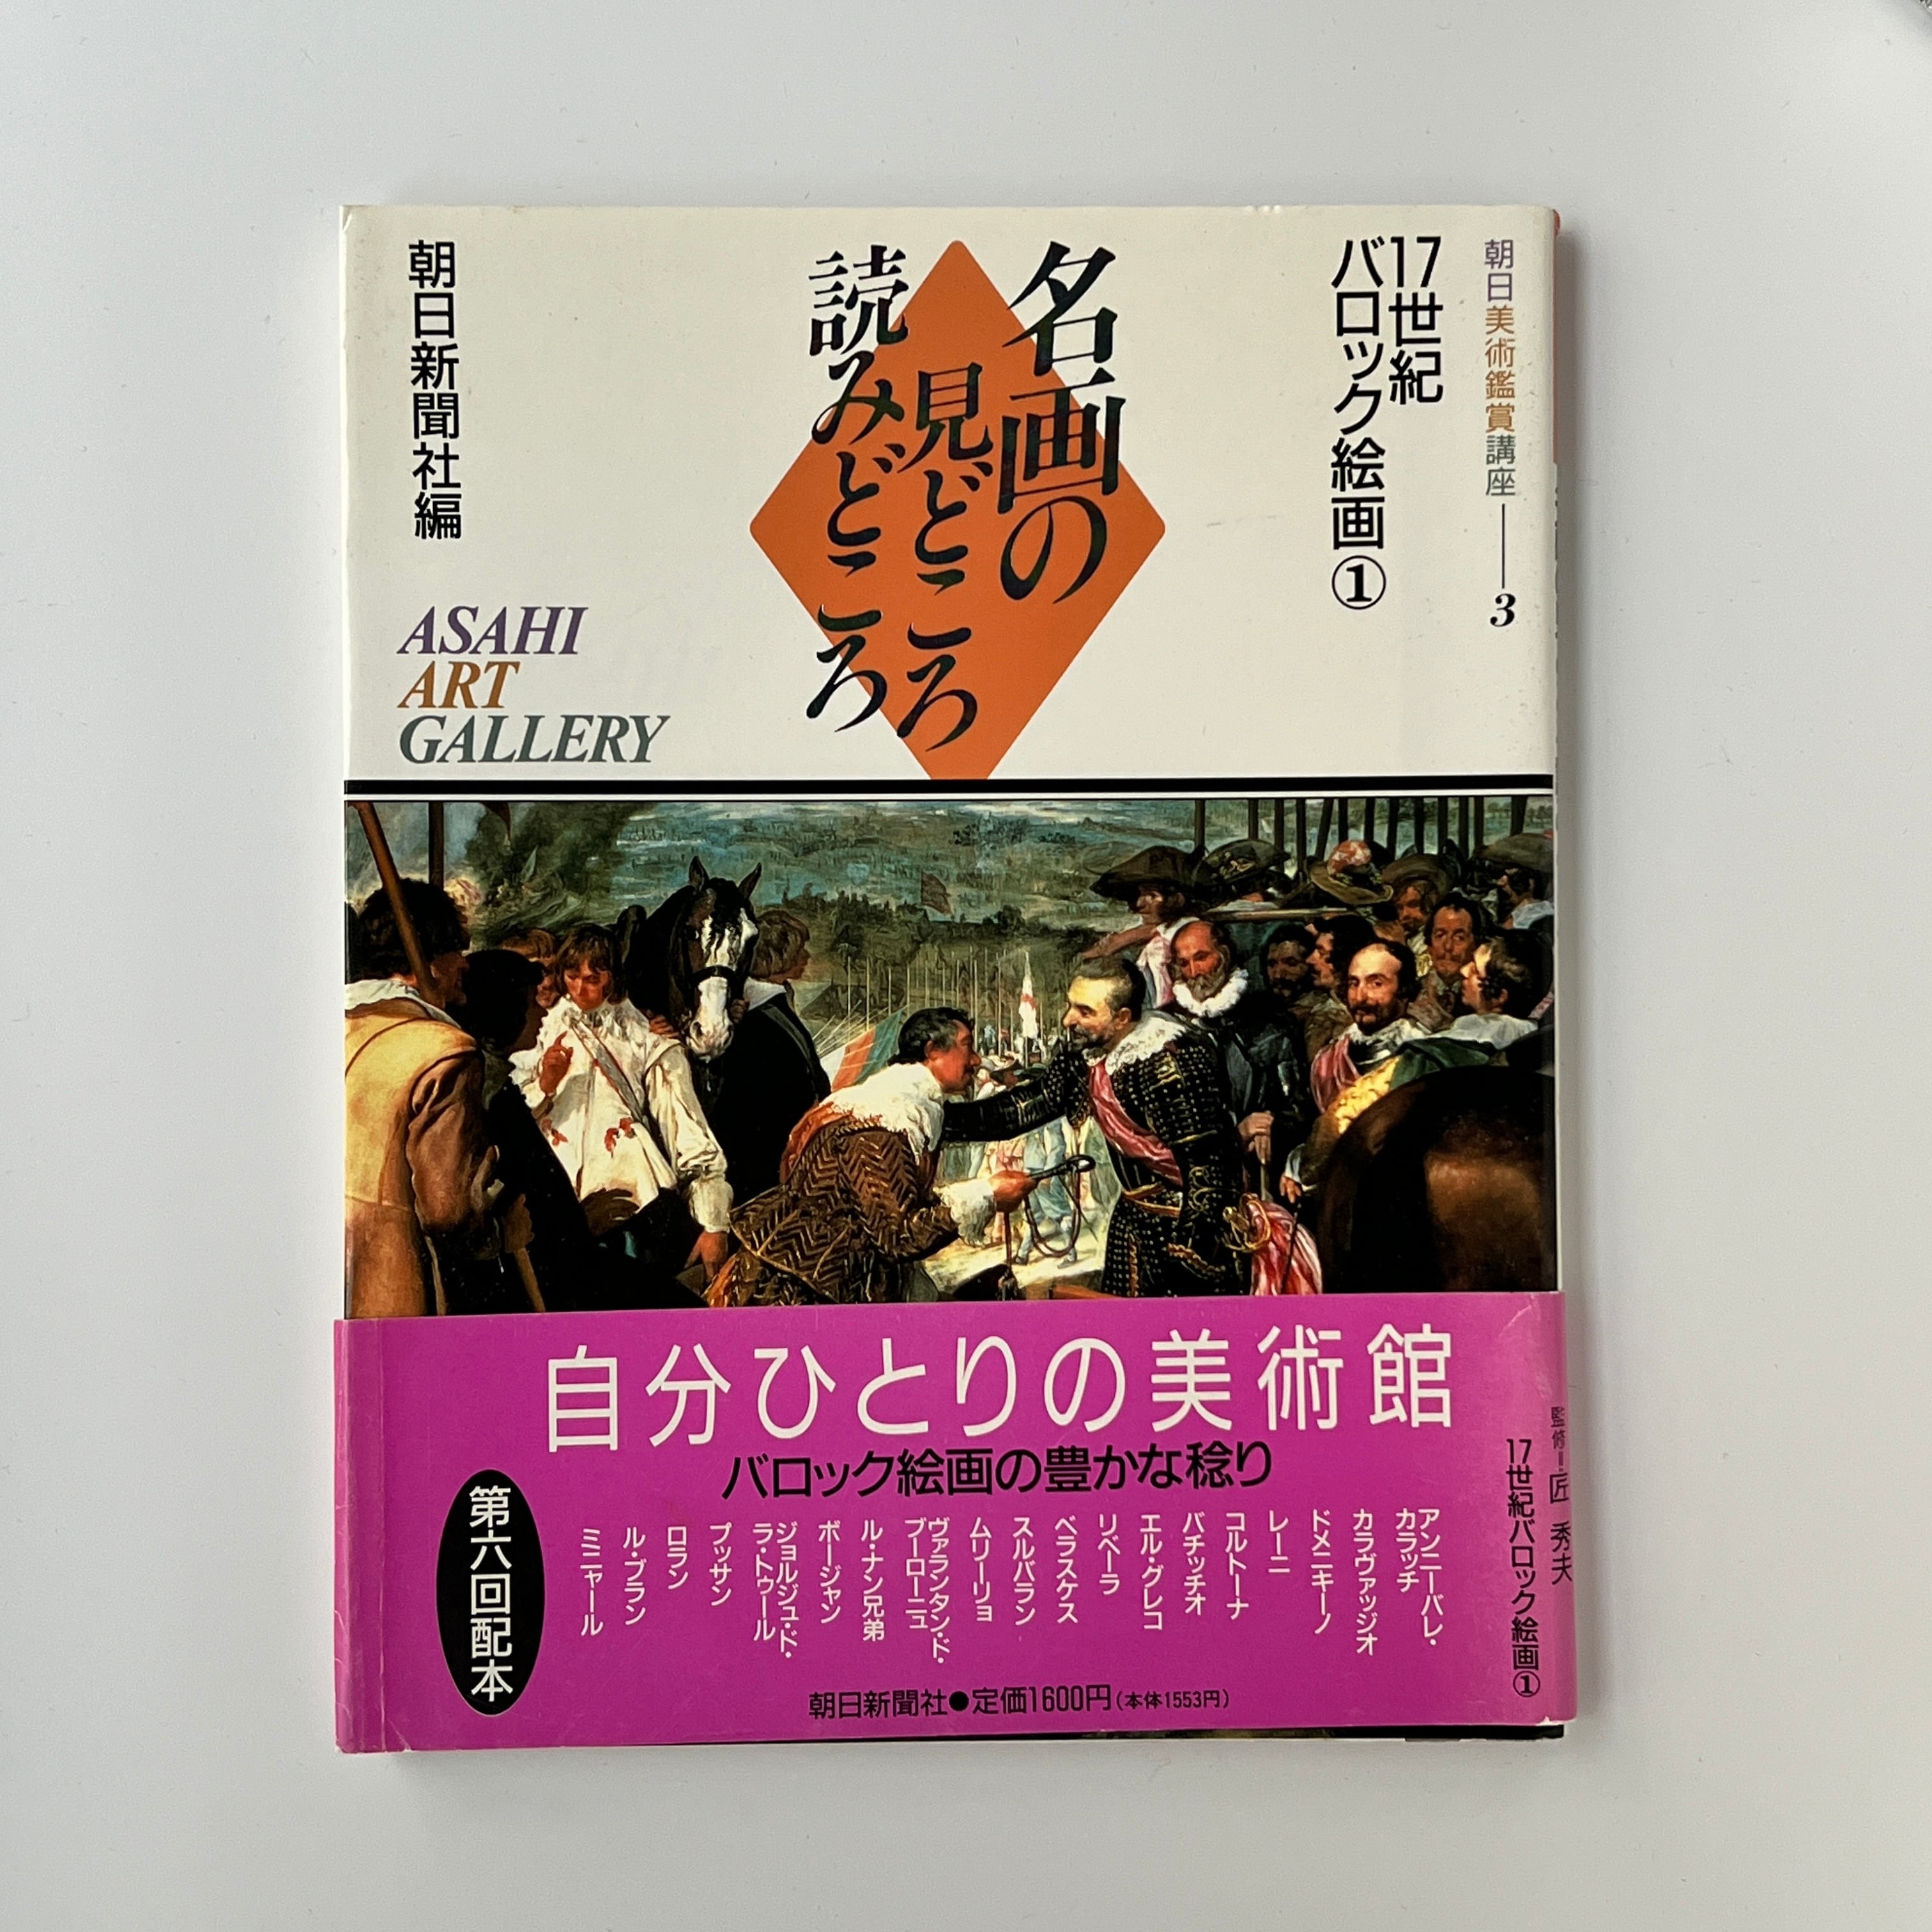 朝日美術鑑賞講座——3
17世紀
バロック絵画①
名画の
見どころ
読みどころ
朝日新聞社編
ASAHI
ART
GALLERY
自分ひとりの美術館
バロック絵画の豊かな稔り
アンニーバレ・
カラッチ
カラヴァッジオ
ドメニキーノ
レーニ
コルトーナ
バチッチオ
エル・グレコ
リベーラ
ベラスケス
スルバラン
ムリーリョ
ヴァランタン・ド・
ブーローニュ
ル・ナン兄弟
ボージャン
ジョルジュ・ド・
ラ・トゥール
プッサン
ロラン
ル・ブラン
ミニャール
第六回配本
朝日新聞社●定価1600円(本体1553円)
監修=匠 秀夫
17世紀バロック絵画①